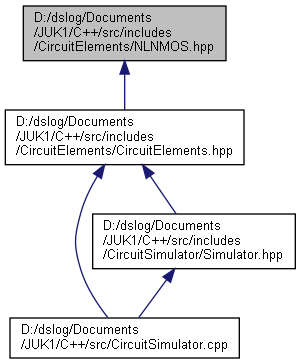 D:/dslog/Documents
/JUK1/C++/src/includes
/CircuitElements/NLNMOS.hpp
D:/dslog/Documents
/JUK1/C++/src/includes
/CircuitElements/CircuitElements.hpp
D:/dslog/Documents
/JUK1/C++/src/includes
/CircuitSimulator/Simulator.hpp
D:/dslog/Documents
/JUK1/C++/src/CircuitSimulator.cpp